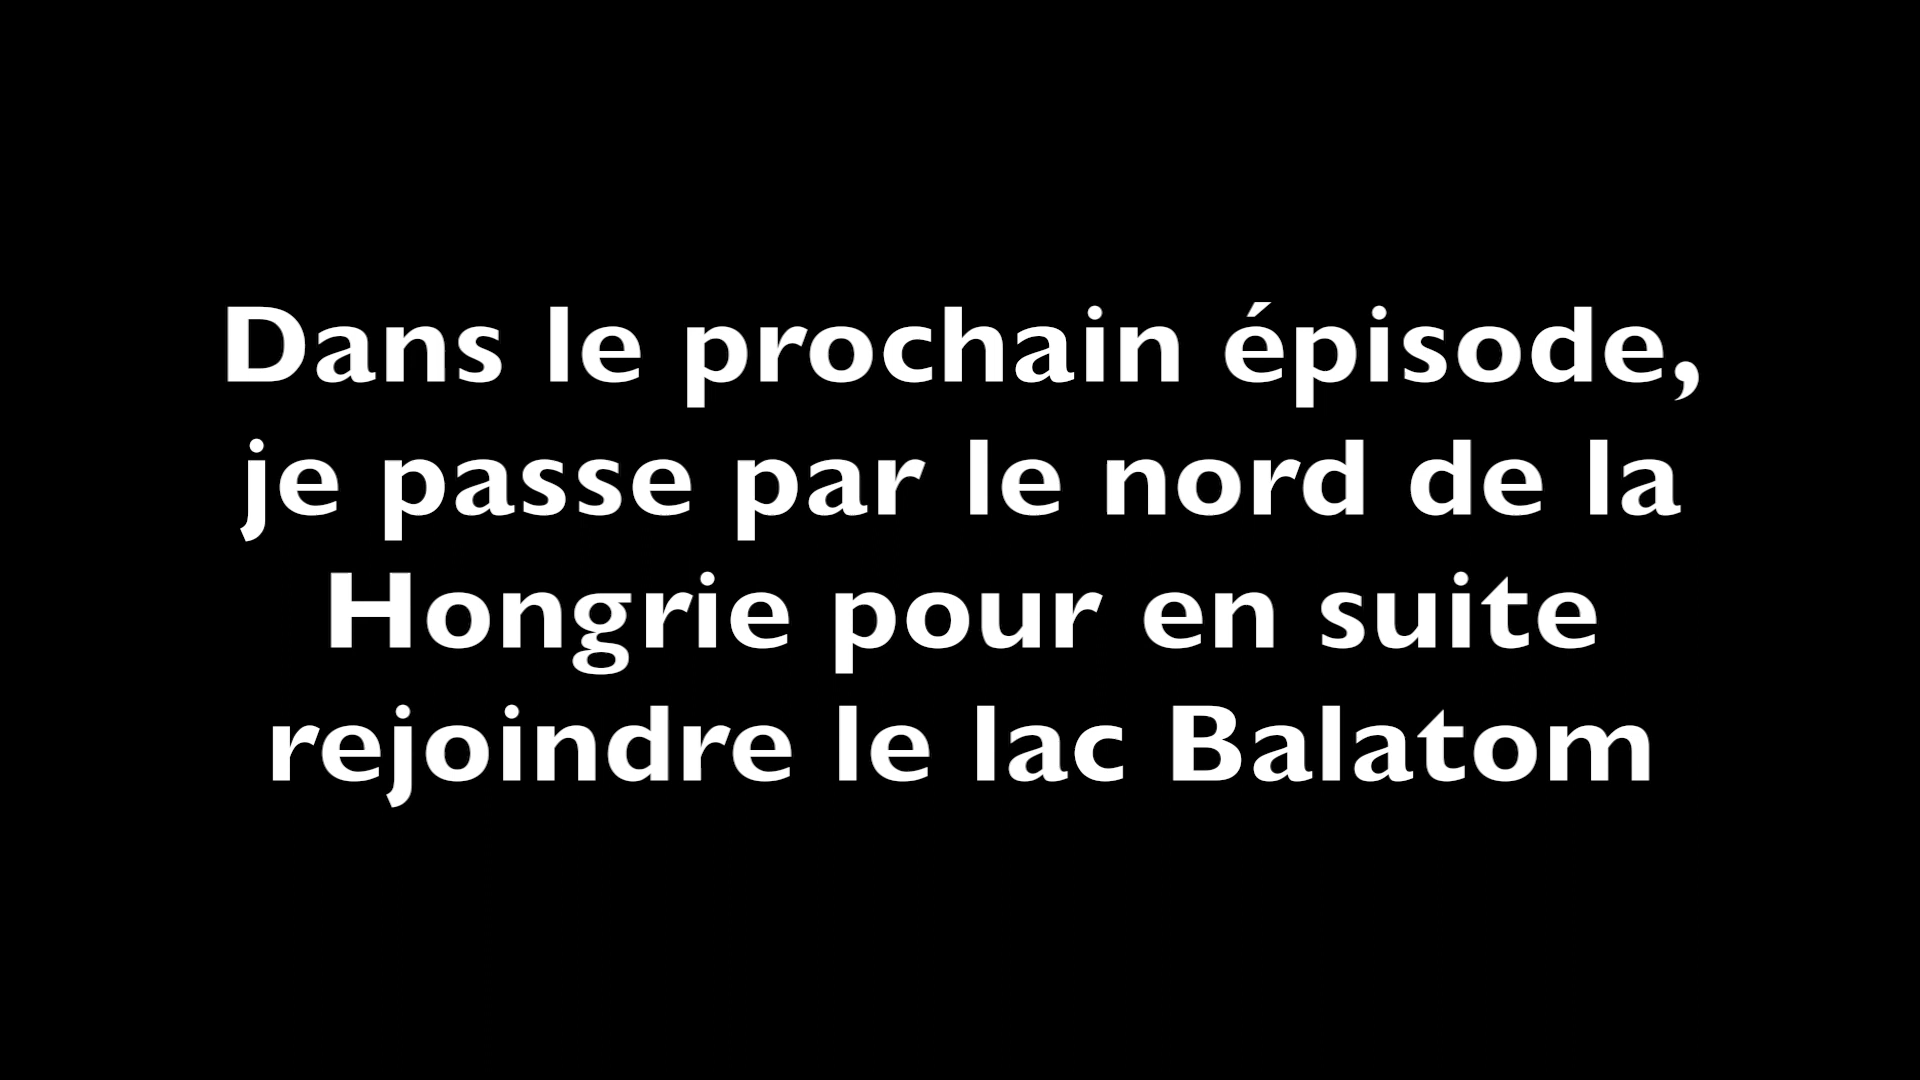 Dans le prochain épisode,
je passe par le nord de la
Hongrie pour en suite
rejoindre le lac Balatom